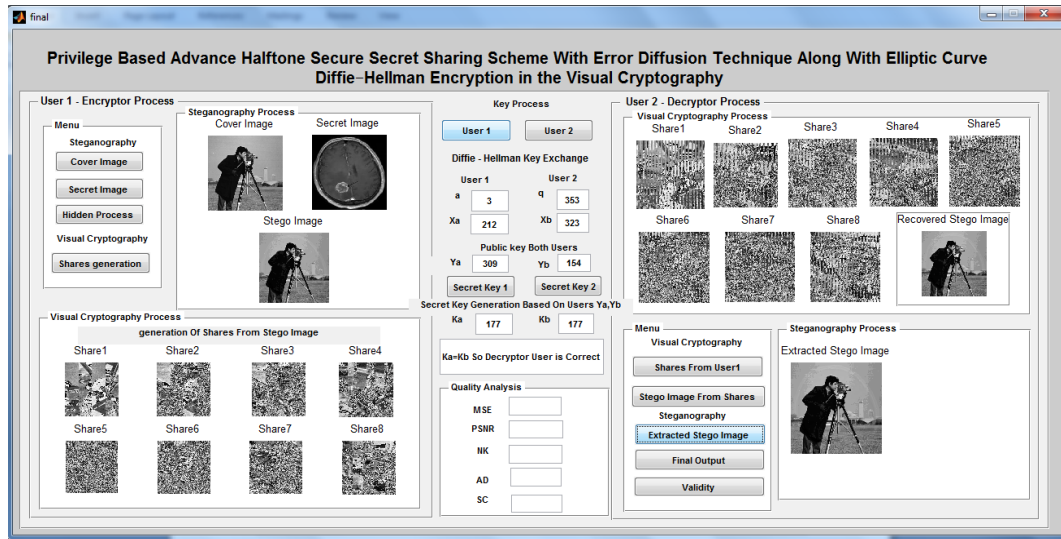 final
Privilege Based Advance Halftone Secure Secret Sharing Scheme With Error Diffusion Technique Along With Elliptic Curve
Diffie-Hellman Encryption in the Visual Cryptography
User 1 - Encryptor Process
Menu
Steganography
Cover Image
Secret Image
Hidden Process
Visual Cryptography
Shares generation
Steganography Process
Cover Image
Secret Image
Stego Image
Visual Cryptography Process
generation Of Shares From Stego Image
Share1
Share2
Share3
Share4
Share5
Share6
Share7
Share8
Key Process
User 1
User 2
Diffie - Hellman Key Exchange
User 1
User 2
a
3
q
353
Xa
212
Xb
323
Public key Both Users
Ya
309
Yb
154
Secret Key 1
Secret Key 2
Secret Key Generation Based On Users Ya,Yb
Ka
177
Kb
177
Ka=Kb So Decryptor User is Correct
Quality Analysis
MSE
PSNR
NK
AD
SC
User 2 - Decryptor Process
Visual Cryptography Process
Share1
Share2
Share3
Share4
Share5
Share6
Share7
Share8
Recovered Stego Image
Menu
Visual Cryptography
Shares From User1
Stego Image From Shares
Steganography
Extracted Stego Image
Final Output
Validity
Steganography Process
Extracted Stego Image